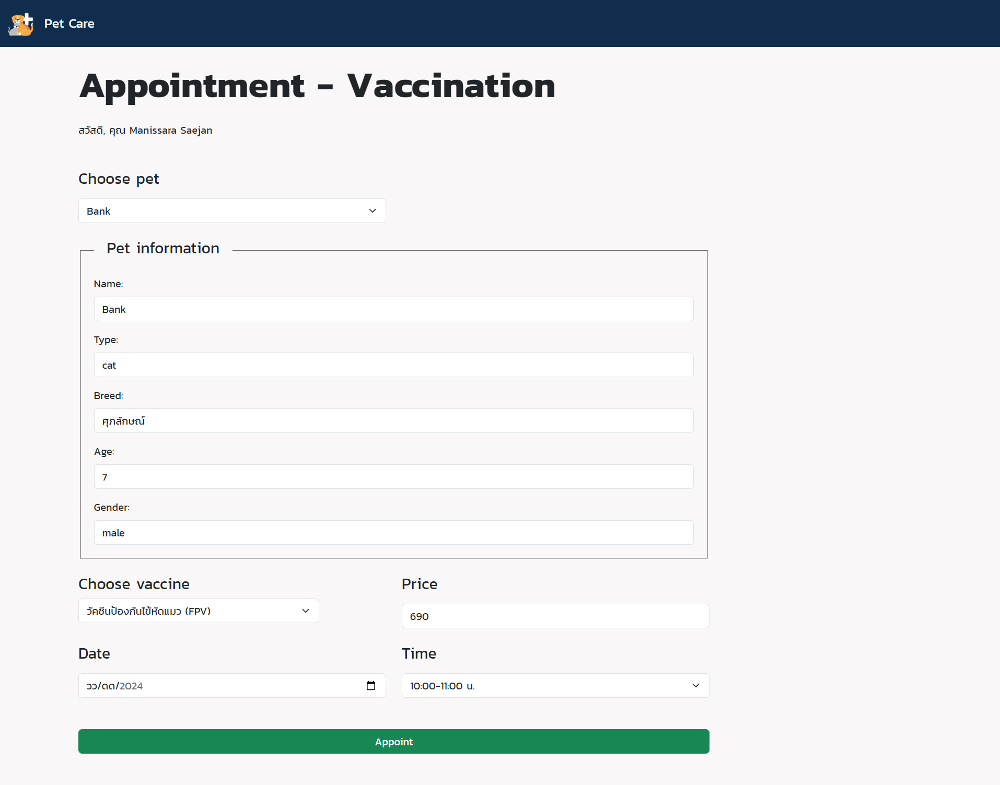 Pet Care
Appointment - Vaccination
สวัสดี, คุณ Manissara Saejan
Choose pet
Bank
Pet information
Name:
Bank
Type:
cat
Breed:
ศุภลักษณ์
Age:
7
Gender:
male
Choose vaccine
Price
วัคซีนป้องกันไข้หัดแมว (FPV)
690
Date
Time
วว/ดด/2024
10:00-11:00 น.
Appoint